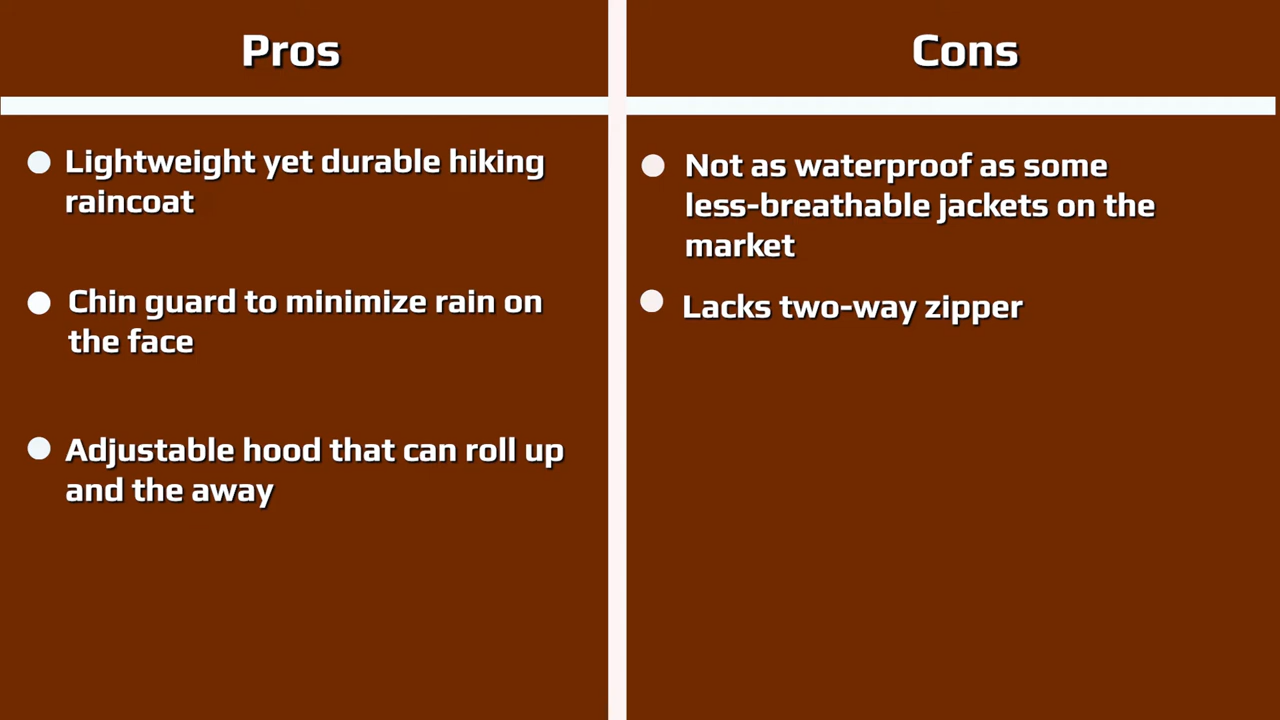 Pros
Lightweight yet durable hiking
raincoat
Chin guard to minimize rain on
the face
Adjustable hood that can roll up
and the away
Cons
Not as waterproof as some
less-breathable jackets on the
market
Lacks two-way zipper